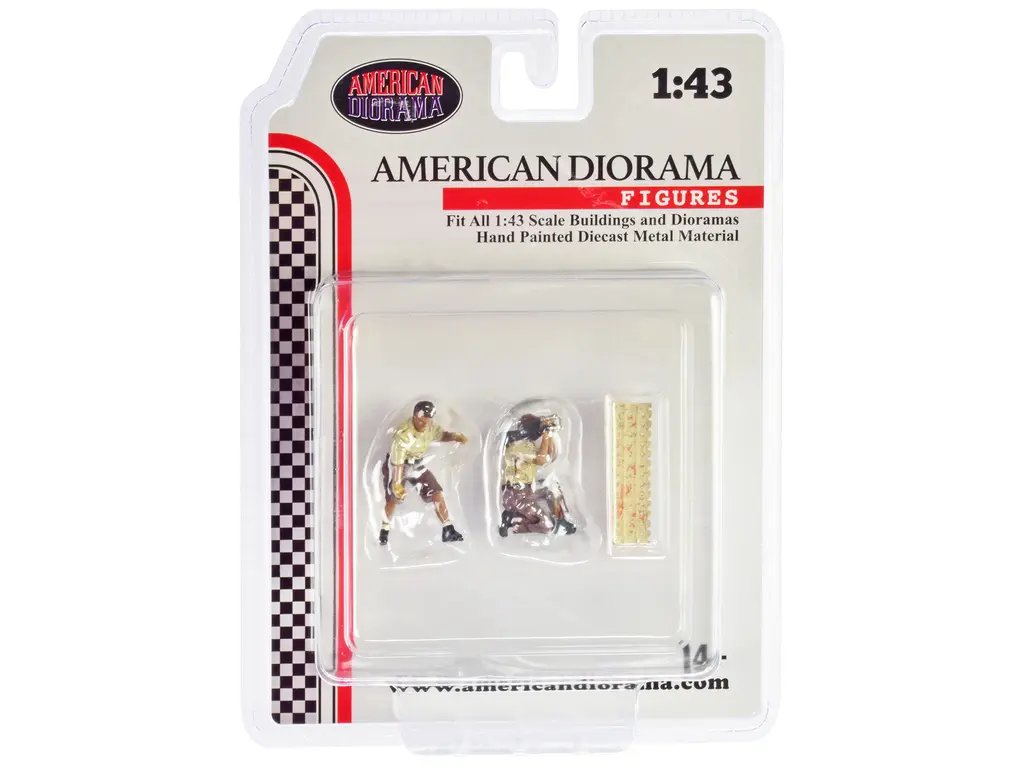 AMERICAN
DIORAMA
1:43
AMERICAN DIORAMA
FIGURES
Fit All 1:43 Scale Buildings and Dioramas
Hand Painted Diecast Metal Material
14+
www.americandiorama.com